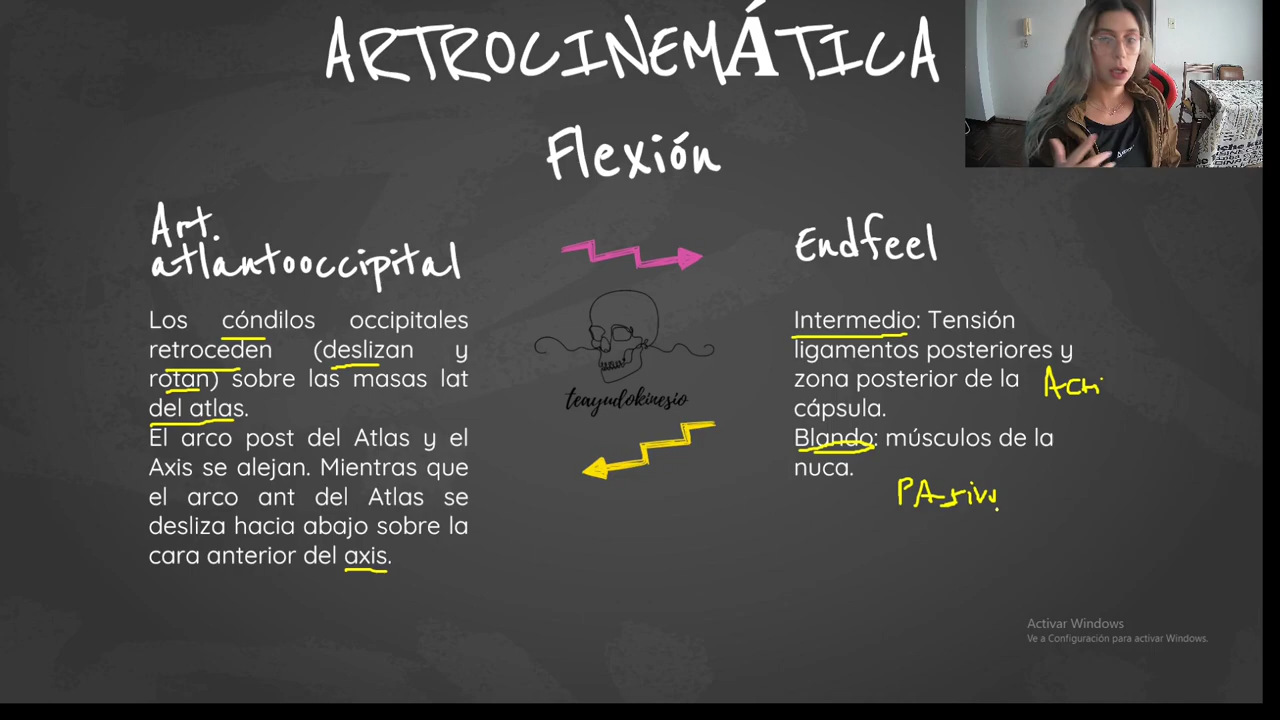 ARTROCINEMÁTICA
Flexión
Art.
atlantooccipital
Los cóndilos occipitales
retroceden (deslizan y
rotan) sobre las masas lat
del atlas.
El arco post del Atlas y el
Axis se alejan. Mientras que
el arco ant del Atlas se
desliza hacia abajo sobre la
cara anterior del axis.
teayudokinesio
Endfeel
Intermedio: Tensión
ligamentos posteriores y
zona posterior de la
cápsula.
Blando: músculos de la
nuca.
Activar Windows
Ve a Configuración para activar Windows.